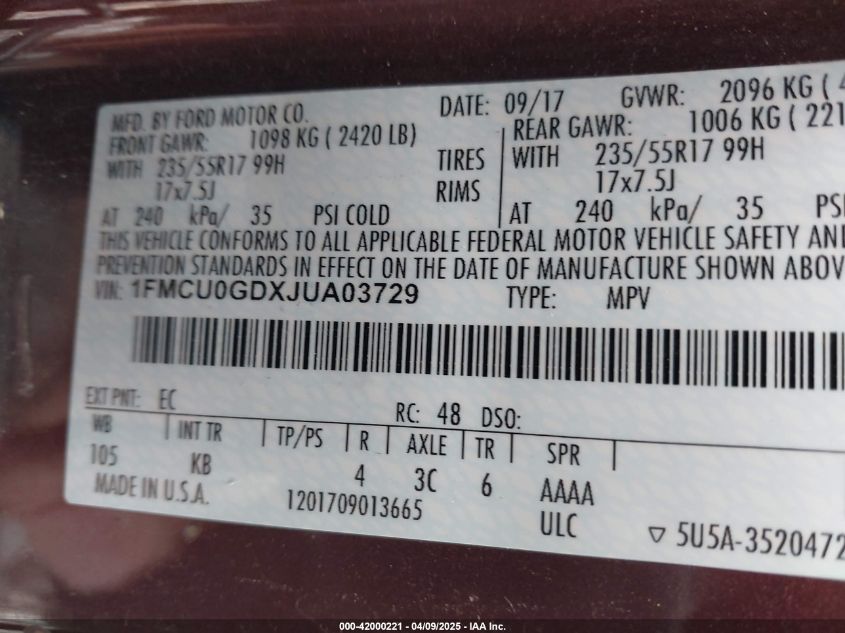 MFD. BY FORD MOTOR CO. DATE: 09/17 GVWR: 2096 KG (
FRONT GAWR: 1098 KG ( 2420 LB) REAR GAWR: 1006 KG ( 221
WITH 235/55R17 99H TIRES WITH 235/55R17 99H
17x7.5J RIMS 17x7.5J
AT 240 kPa/ 35 PSI COLD AT 240 kPa/ 35 PSI
THIS VEHICLE CONFORMS TO ALL APPLICABLE FEDERAL MOTOR VEHICLE SAFETY AND
PREVENTION STANDARDS IN EFFECT ON THE DATE OF MANUFACTURE SHOWN ABOV
VIN: 1FMCU0GDXJUA03729 TYPE: MPV
EXT PNT: EC RC: 48 DSO:
WB INT TR TP/PS R AXLE TR SPR
105 KB 4 3C 6 AAAA
MADE IN U.S.A. 1201709013665 ULC ▽ 5U5A-3520472
000-42000221 | 04/09/2025 - IAA Inc.